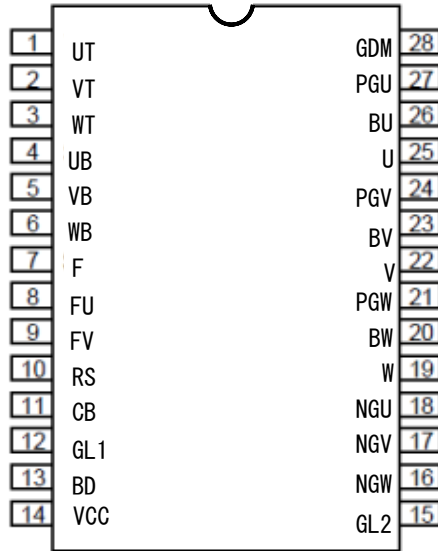 1 UT GDM 28
2 VT PGU 27
3 WT BU 26
4 UB U 25
5 VB PGV 24
6 WB BV 23
7 F V 22
8 FU PGW 21
9 FV BW 20
10 RS W 19
11 CB NGU 18
12 GL1 NGV 17
13 BD NGW 16
14 VCC GL2 15